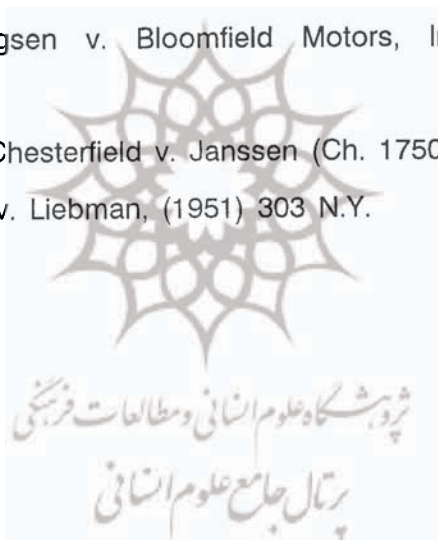 gsen v. Bloomfield Motors, I
Chesterfield v. Janssen (Ch. 1750
v. Liebman, (1951) 303 N.Y.
پژوهشگاه علوم انسانی و مطالعات فرهنگی
پرتال جامع علوم انسانی